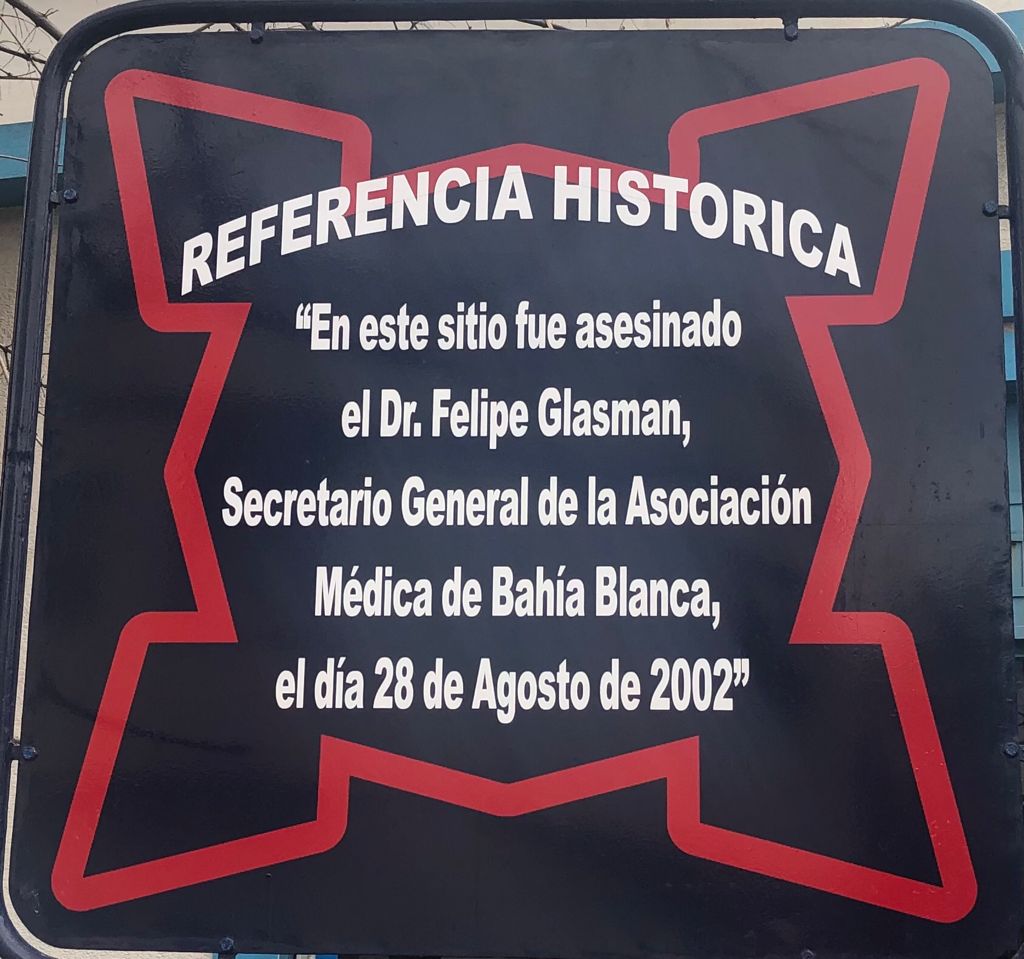 REFERENCIA HISTORICA
“En este sitio fue asesinado
el Dr. Felipe Glasman,
Secretario General de la Asociación
Médica de Bahía Blanca,
el día 28 de Agosto de 2002”